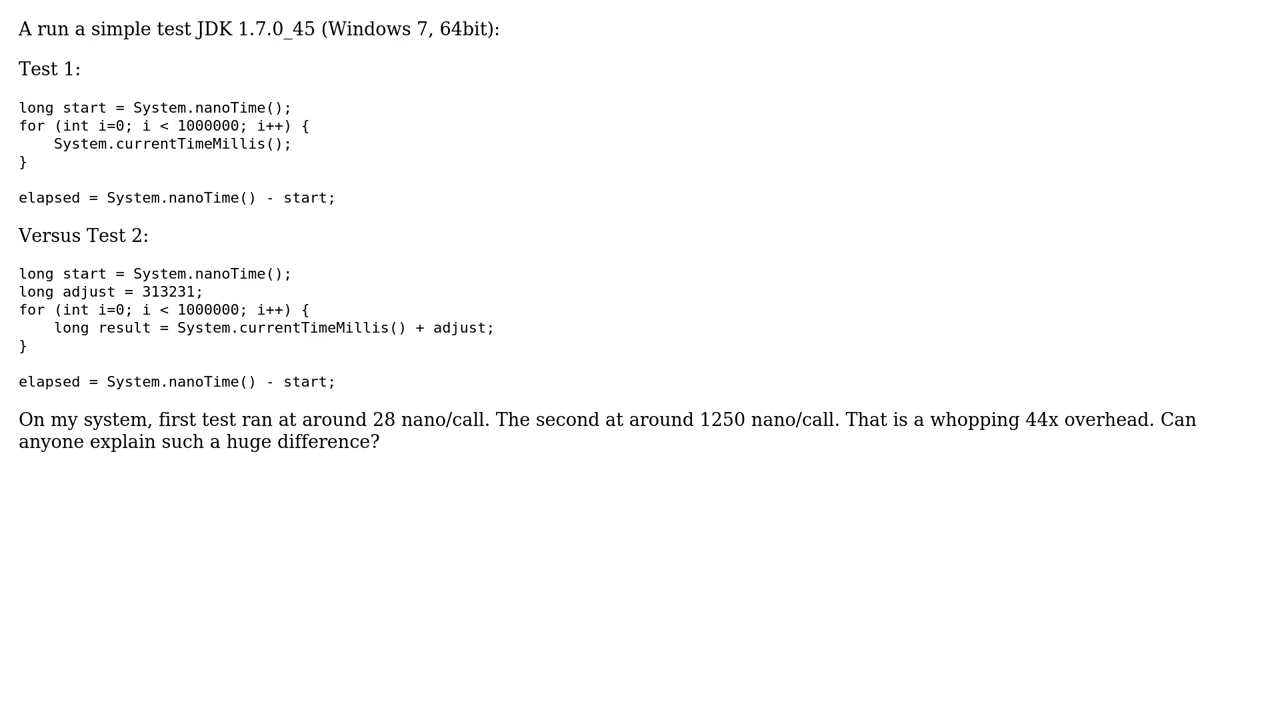 A run a simple test JDK 1.7.0_45 (Windows 7, 64bit):
Test 1:
long start = System.nanoTime();
for (int i=0; i < 1000000; i++) {
    System.currentTimeMillis();
}
elapsed = System.nanoTime() - start;
Versus Test 2:
long start = System.nanoTime();
long adjust = 313231;
for (int i=0; i < 1000000; i++) {
    long result = System.currentTimeMillis() + adjust;
}
elapsed = System.nanoTime() - start;
On my system, first test ran at around 28 nano/call. The second at around 1250 nano/call. That is a whopping 44x overhead. Can
anyone explain such a huge difference?